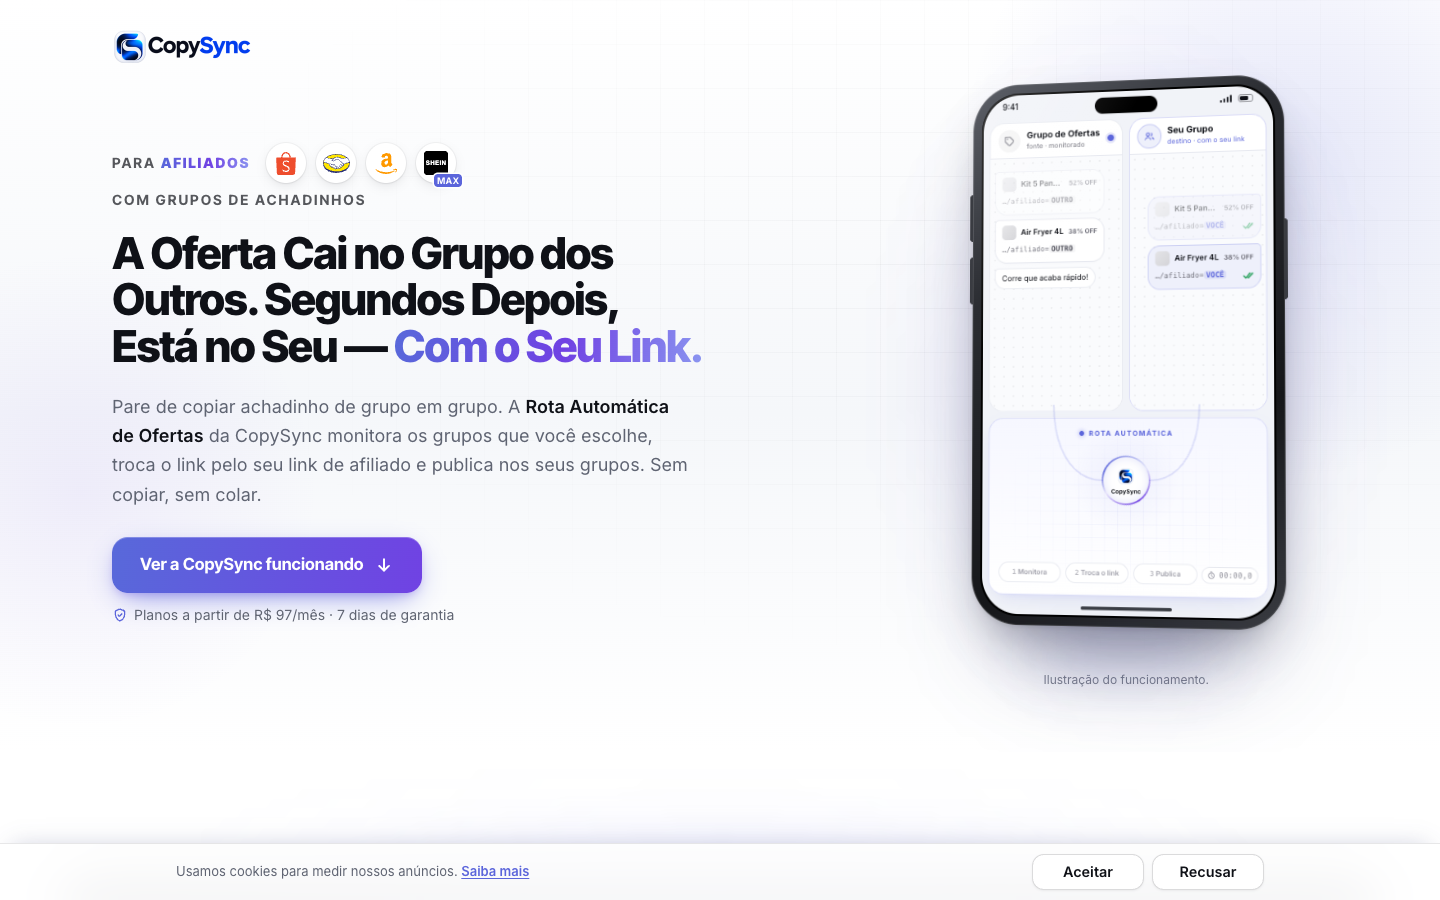 CopySync
PARA AFILIADOS
SHEIN
MAX
COM GRUPOS DE ACHADINHOS
A Oferta Cai no Grupo dos
Outros. Segundos Depois,
Está no Seu — Com o Seu Link.
Pare de copiar achadinho de grupo em grupo. A Rota Automática
de Ofertas da CopySync monitora os grupos que você escolhe,
troca o link pelo seu link de afiliado e publica nos seus grupos. Sem
copiar, sem colar.
Ver a CopySync funcionando
Planos a partir de R$ 97/mês · 7 dias de garantia
9:41
Grupo de Ofertas
fonte · monitorado
Kit 5 Pan... 52% OFF
…/afiliado=OUTRO
Air Fryer 4L 38% OFF
…/afiliado=OUTRO
Corre que acaba rápido!
Seu Grupo
destino · com o seu link
Kit 5 Pan... 52% OFF
…/afiliado=VOCÊ
Air Fryer 4L 38% OFF
…/afiliado=VOCÊ
ROTA AUTOMÁTICA
CopySync
1 Monitora
2 Troca o link
3 Publica
00:00,0
Ilustração do funcionamento.
Usamos cookies para medir nossos anúncios. Saiba mais
Aceitar
Recusar